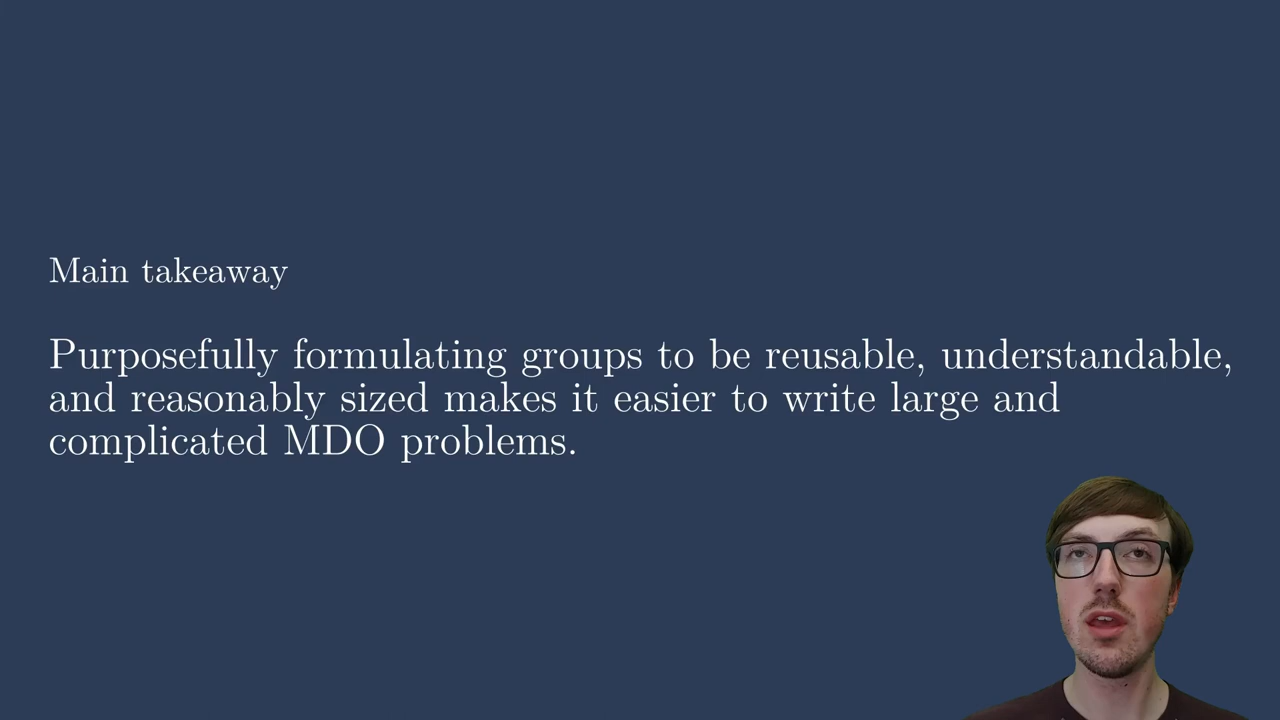 Main takeaway
Purposefully formulating groups to be reusable, understandable,
and reasonably sized makes it easier to write large and
complicated MDO problems.